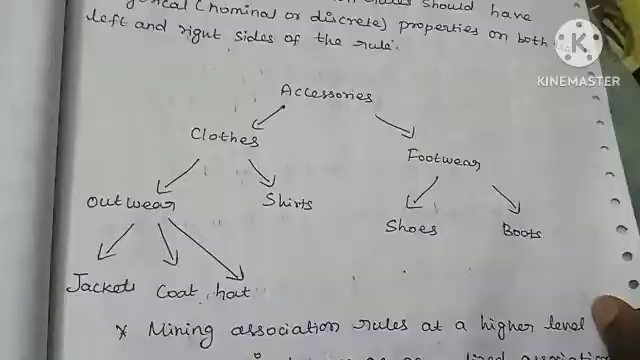 (nominal or discrete) properties on both
left and right sides of the rule.
KINEMASTER
Accessories
Clothes
Footwear
Outwear
Shirts
Shoes
Boots
Jackets Coat, hat
* Mining association rules at a higher level